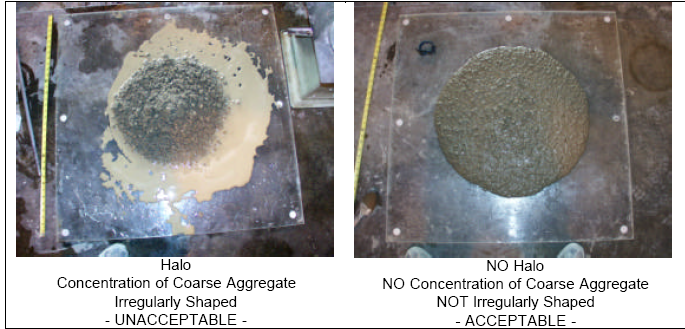 Halo
Concentration of Coarse Aggregate
Irregularly Shaped
- UNACCEPTABLE -
NO Halo
NO Concentration of Coarse Aggregate
NOT Irregularly Shaped
- ACCEPTABLE -